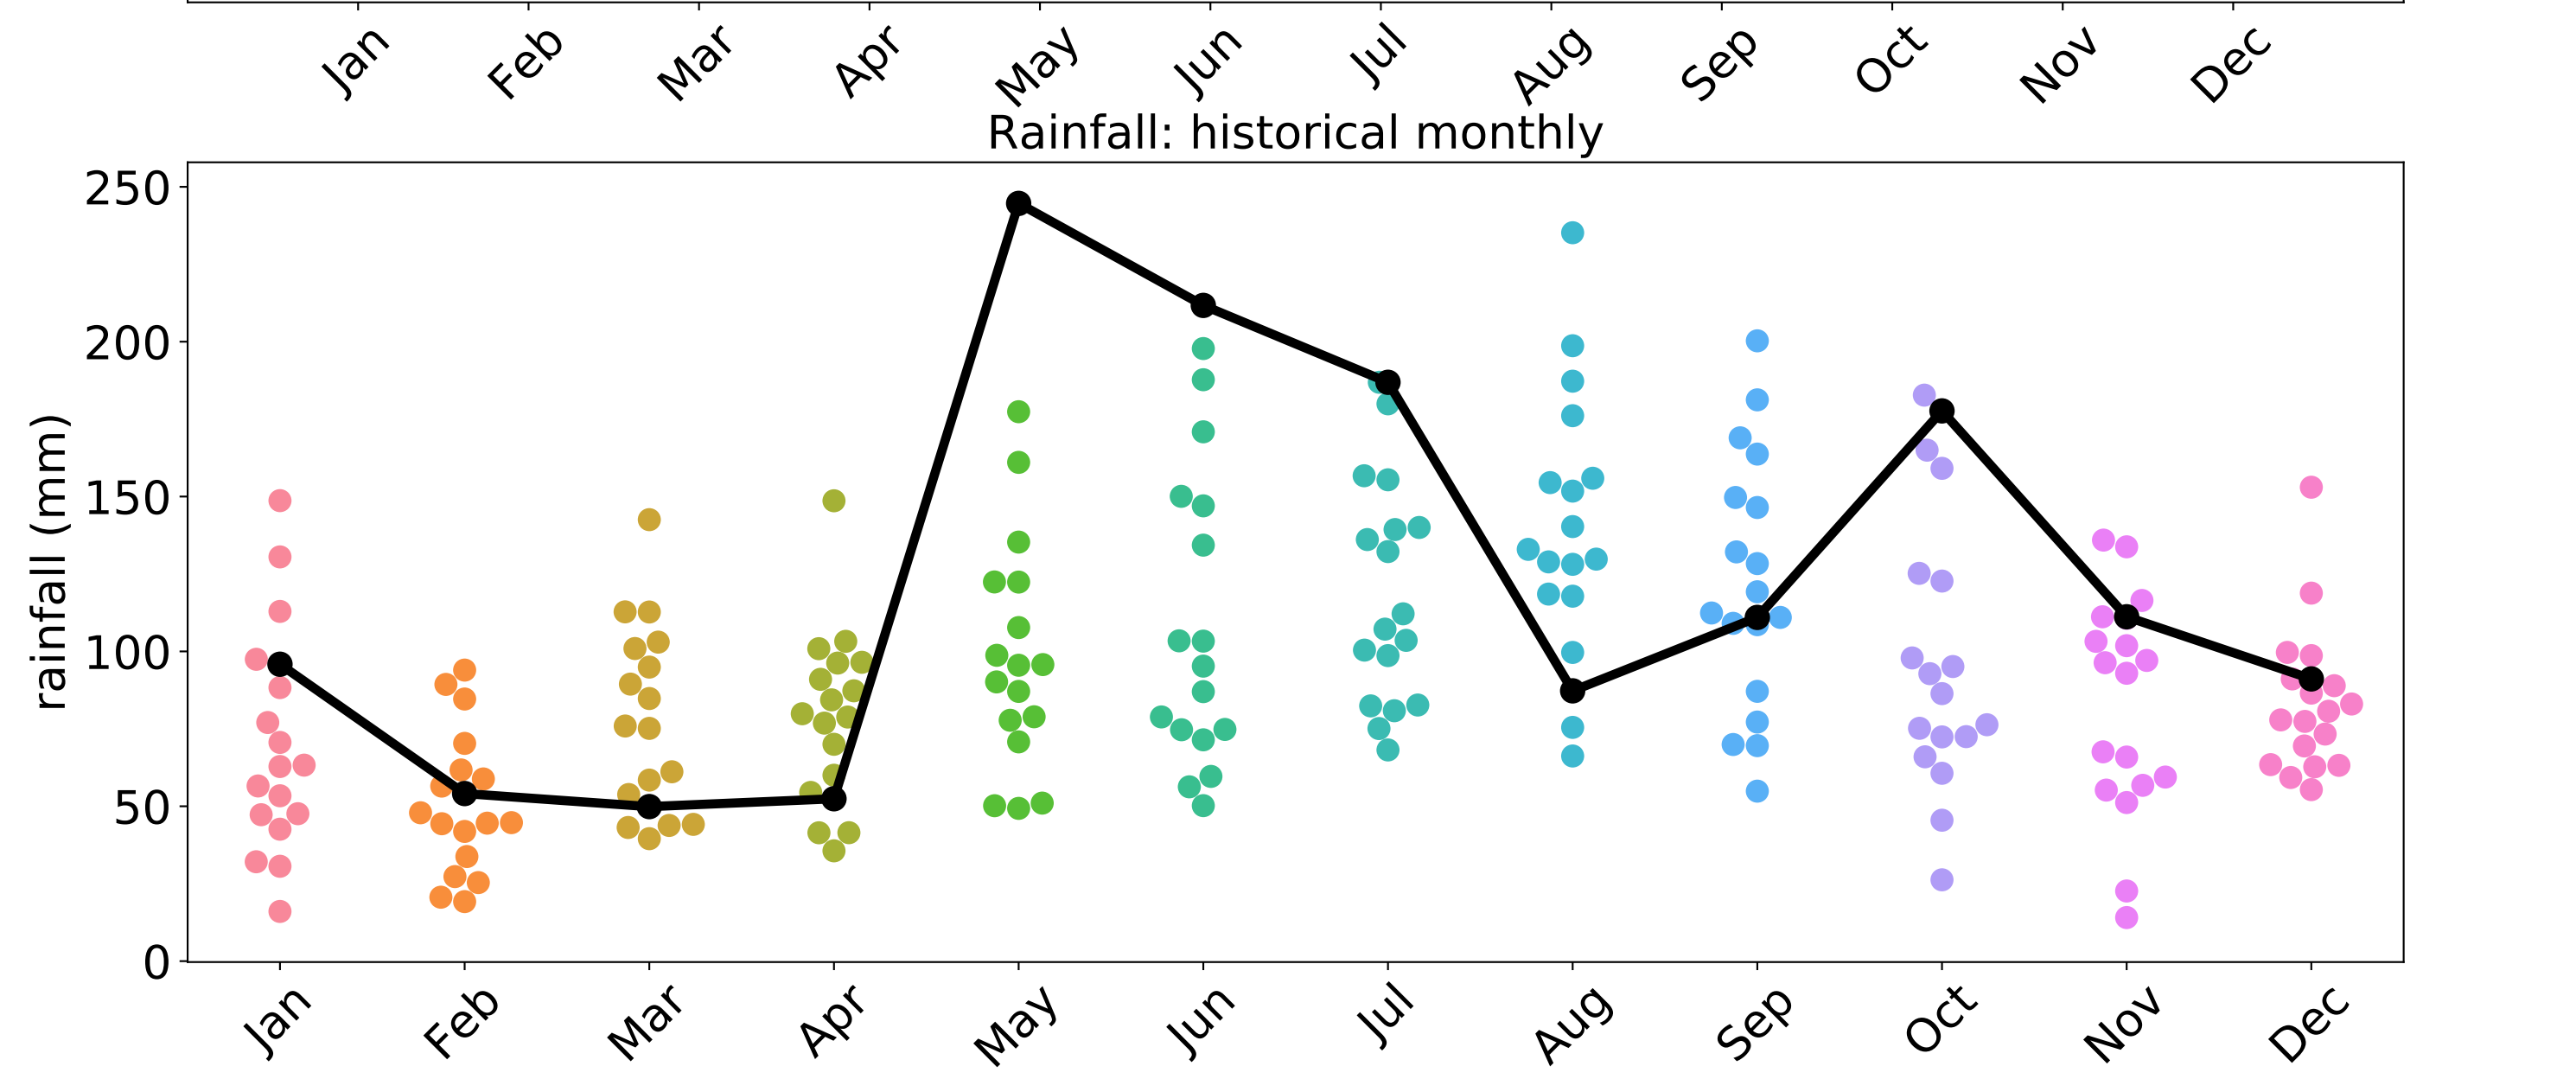 Jan Feb Mar Apr May Jun Jul Aug Sep Oct Nov Dec
Rainfall: historical monthly
250
200
150
100
50
0
rainfall (mm)
Jan Feb Mar Apr May Jun Jul Aug Sep Oct Nov Dec